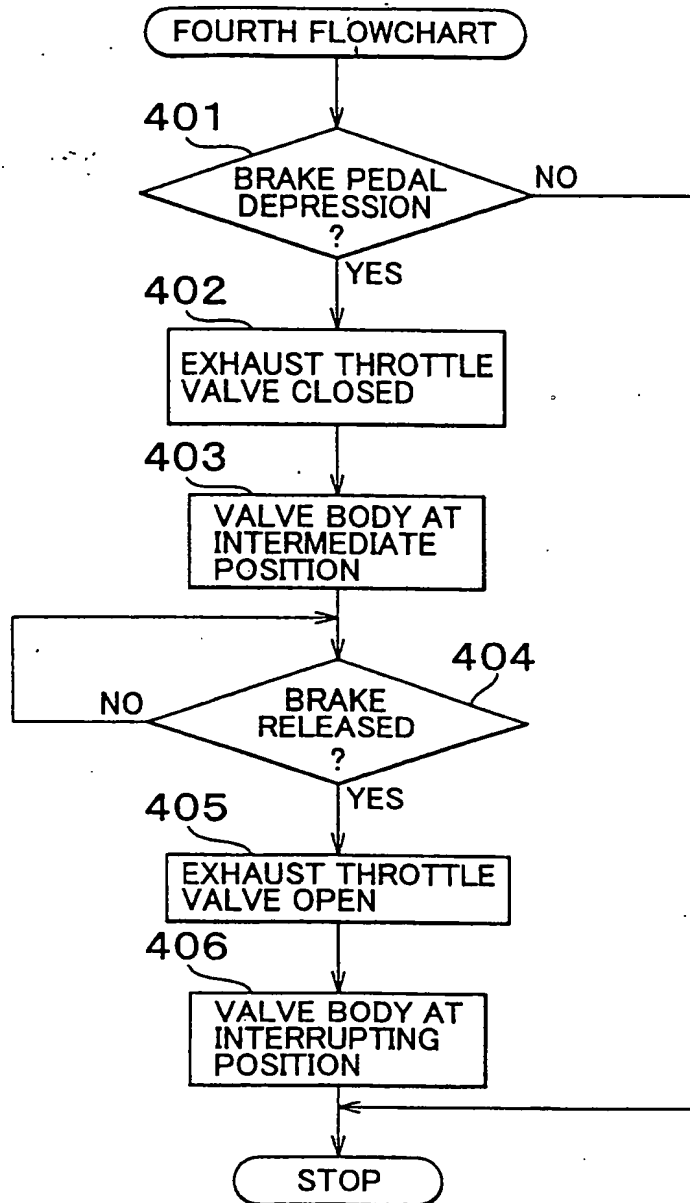 FOURTH FLOWCHART
401
BRAKE PEDAL
DEPRESSION
?
NO
YES
402
EXHAUST THROTTLE
VALVE CLOSED
403
VALVE BODY AT
INTERMEDIATE
POSITION
404
BRAKE
RELEASED
?
NO
YES
405
EXHAUST THROTTLE
VALVE OPEN
406
VALVE BODY AT
INTERRUPTING
POSITION
STOP